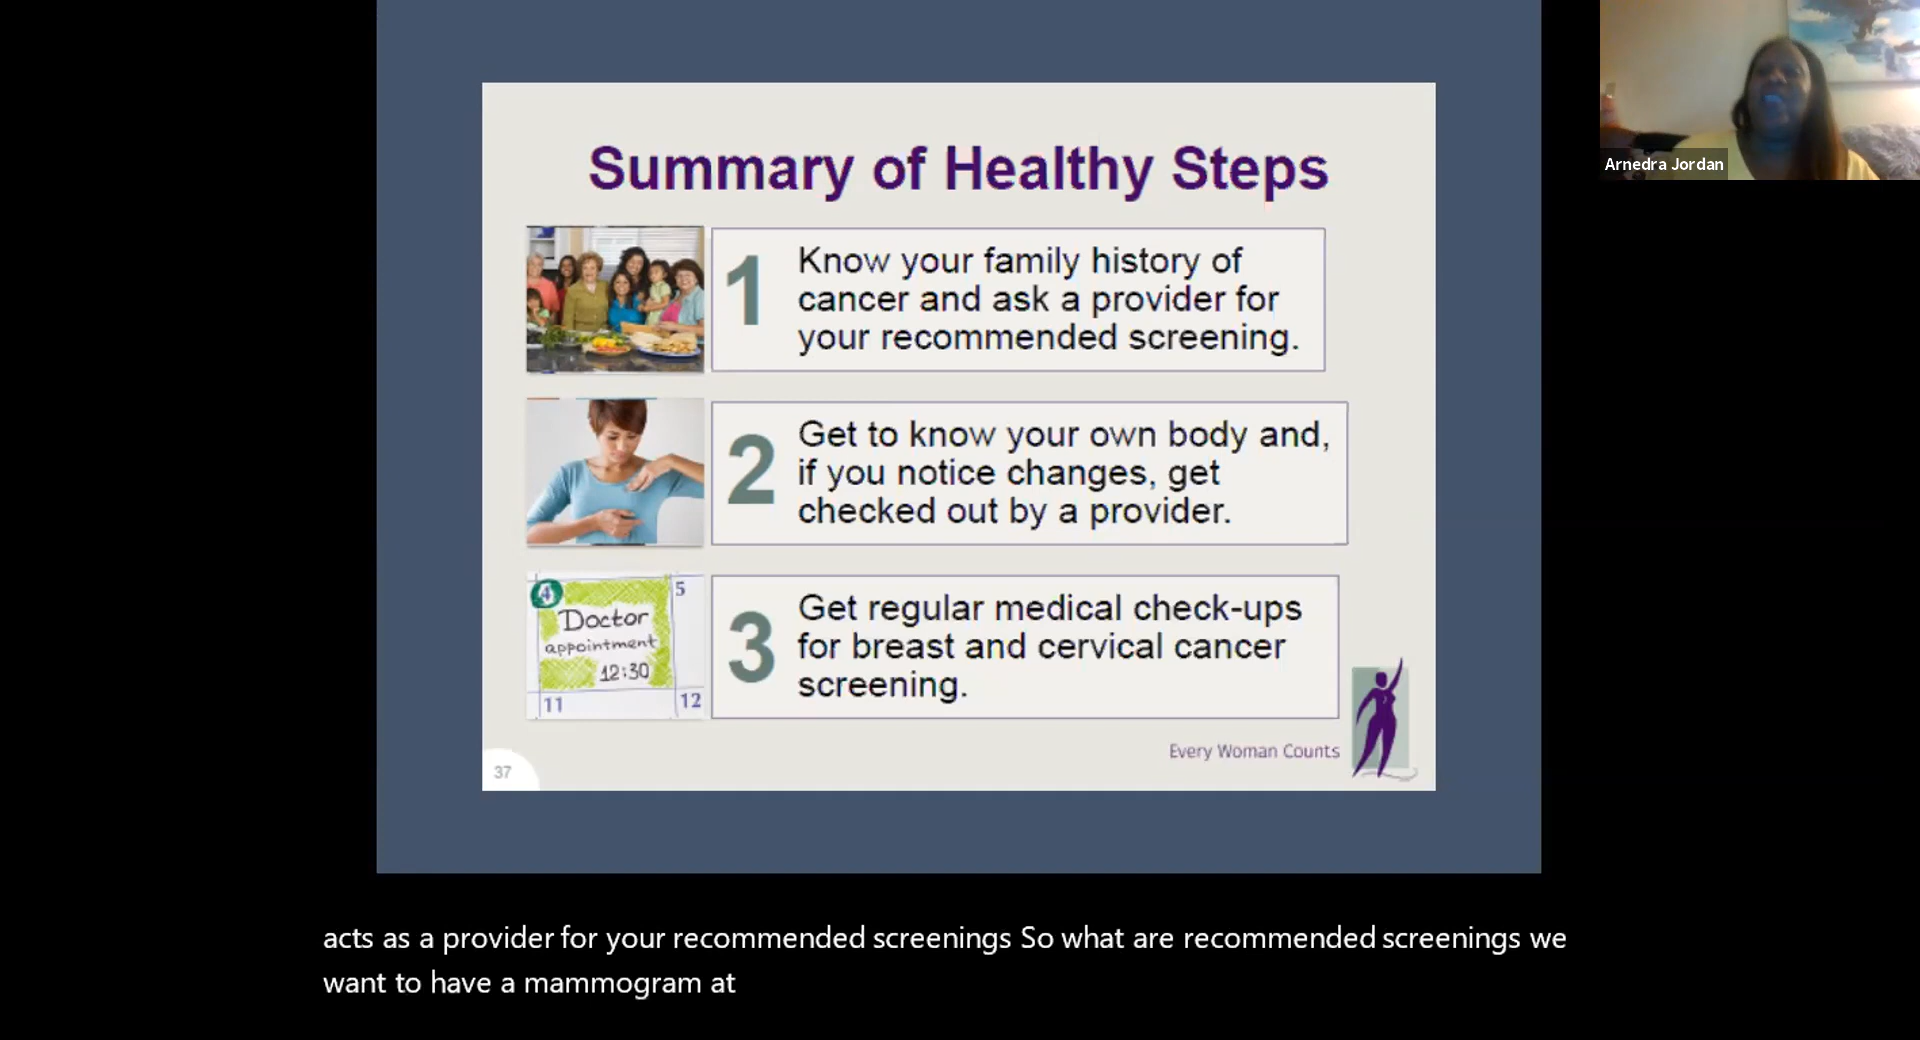 Arnedra Jordan
Summary of Healthy Steps
1
Know your family history of
cancer and ask a provider for
your recommended screening.
2
Get to know your own body and,
if you notice changes, get
checked out by a provider.
4
5
Doctor
appointment
12:30
11
12
3
Get regular medical check-ups
for breast and cervical cancer
screening.
Every Woman Counts
37
acts as a provider for your recommended screenings So what are recommended screenings we
want to have a mammogram at